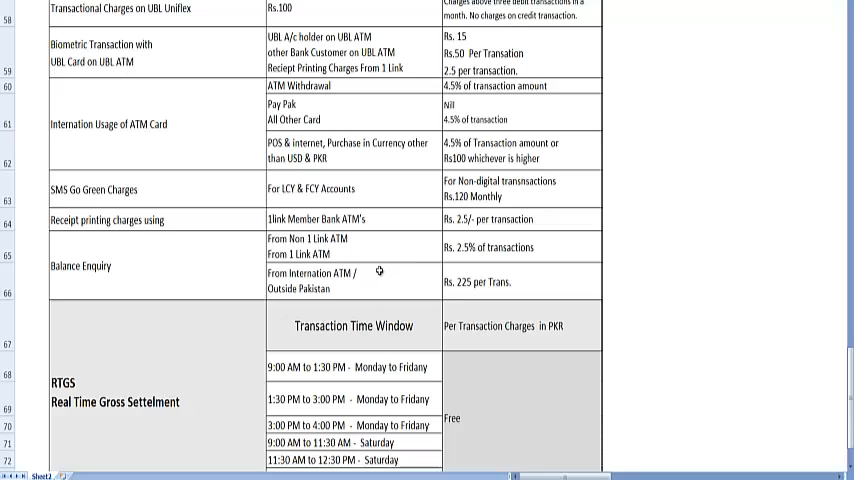 Charges above three debit transactions in a
58 Transactional Charges on UBL Uniflex Rs.100 month. No charges on credit transaction.
Biometric Transaction with
UBL Card on UBL ATM
UBL A/c holder on UBL ATM
other Bank Customer on UBL ATM
Reciept Printing Charges From 1 Link
Rs. 15
Rs.50 Per Transation
2.5 per transaction.
59
60
Internation Usage of ATM Card
ATM Withdrawal
4.5% of transaction amount
Pay Pak
All Other Card
Nil
4.5% of transaction
61
POS & internet, Purchase in Currency other
than USD & PKR
4.5% of Transaction amount or
Rs100 whichever is higher
62
SMS Go Green Charges
For LCY & FCY Accounts
For Non-digital transnsactions
Rs.120 Monthly
63
64 Receipt printing charges using 1link Member Bank ATM's Rs. 2.5/- per transaction
Balance Enquiry
From Non 1 Link ATM
From 1 Link ATM
Rs. 2.5% of transactions
65
From Internation ATM /
Outside Pakistan
Rs. 225 per Trans.
66
Transaction Time Window
Per Transaction Charges in PKR
67
RTGS
Real Time Gross Settelment
68 9:00 AM to 1:30 PM - Monday to Fridany
69 1:30 PM to 3:00 PM - Monday to Fridany
70 3:00 PM to 4:00 PM - Monday to Fridany
71 9:00 AM to 11:30 AM - Saturday
72 11:30 AM to 12:30 PM - Saturday
Free
Sheet2